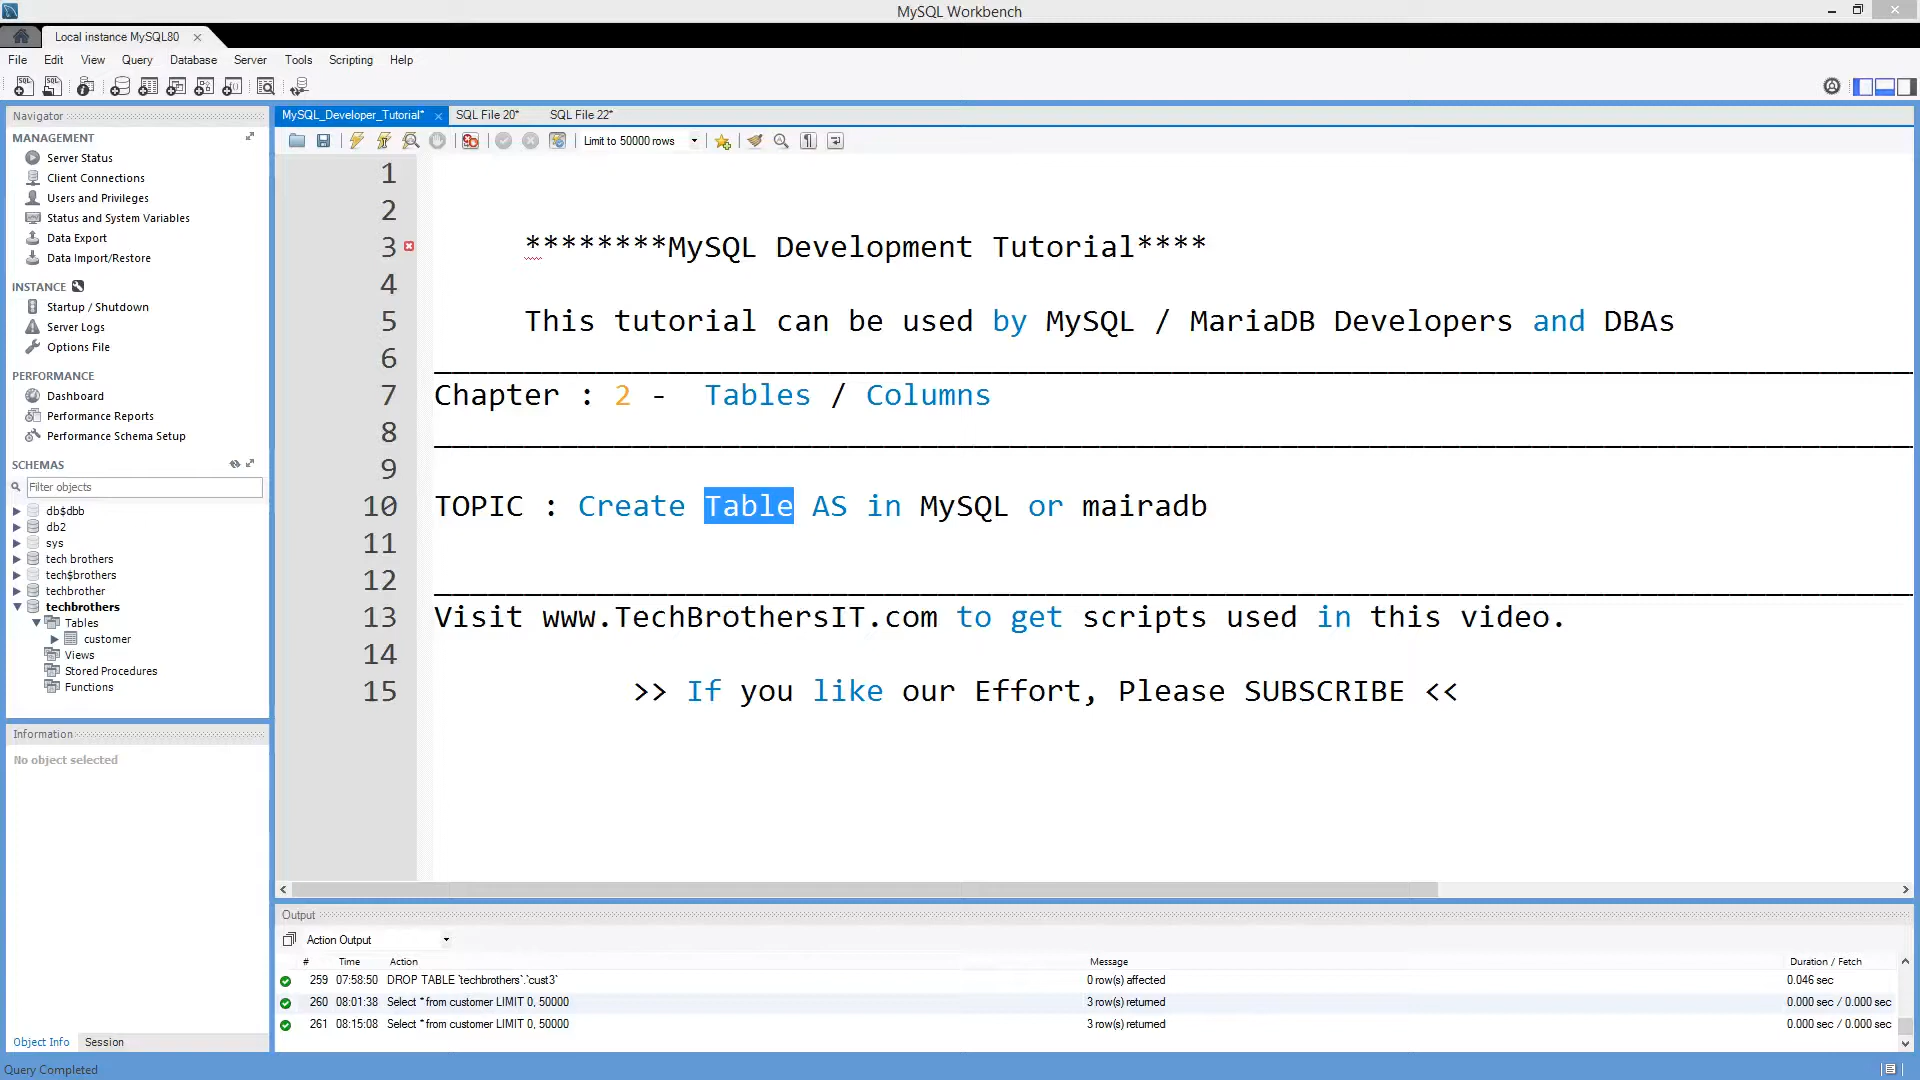 MySQL Workbench
Local instance MySQL80
File Edit View Query Database Server Tools Scripting Help
Navigator
MANAGEMENT
Server Status
Client Connections
Users and Privileges
Status and System Variables
Data Export
Data Import/Restore
INSTANCE
Startup / Shutdown
Server Logs
Options File
PERFORMANCE
Dashboard
Performance Reports
Performance Schema Setup
SCHEMAS
Filter objects
db$dbb
db2
sys
tech brothers
tech$brothers
techbrother
techbrothers
Tables
customer
Views
Stored Procedures
Functions
Information
No object selected
Object Info Session
Query Completed
MySQL_Developer_Tutorial* SQL File 20* SQL File 22*
Limit to 50000 rows
1
2
3 ********MySQL Development Tutorial****
4
5 This tutorial can be used by MySQL / MariaDB Developers and DBAs
6
7 Chapter : 2 - Tables / Columns
8
9
10 TOPIC : Create Table AS in MySQL or mairadb
11
12
13 Visit www.TechBrothersIT.com to get scripts used in this video.
14
15 >> If you like our Effort, Please SUBSCRIBE <<
Output
Action Output
# Time Action Message Duration / Fetch
259 07:58:50 DROP TABLE `techbrothers`.`cust3` 0 row(s) affected 0.046 sec
260 08:01:38 Select * from customer LIMIT 0, 50000 3 row(s) returned 0.000 sec / 0.000 sec
261 08:15:08 Select * from customer LIMIT 0, 50000 3 row(s) returned 0.000 sec / 0.000 sec